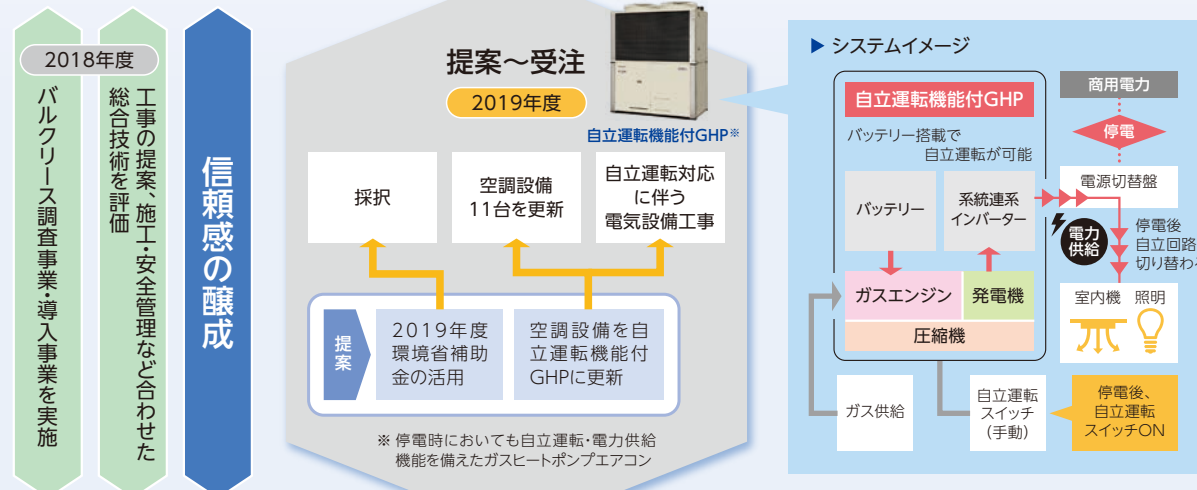 2018年度
バルクリース調査事業・導入事業を実施
工事の提案、施工・安全管理など合わせた
総合技術を評価
信頼感の醸成
提案～受注
2019年度
自立運転機能付GHP※
採択
空調設備
11台を更新
自立運転対応
に伴う
電気設備工事
提案
2019年度
環境省補助
金の活用
空調設備を自
立運転機能付
GHPに更新
※ 停電時においても自立運転・電力供給
機能を備えたガスヒートポンプエアコン
▶ システムイメージ
自立運転機能付GHP
バッテリー搭載で
自立運転が可能
バッテリー
系統連系
インバーター
ガスエンジン
発電機
圧縮機
商用電力
停電
電源切替盤
電力
供給
停電後
自立回路
切り替わ
室内機
照明
ガス供給
自立運転
スイッチ
(手動)
停電後、
自立運転
スイッチON